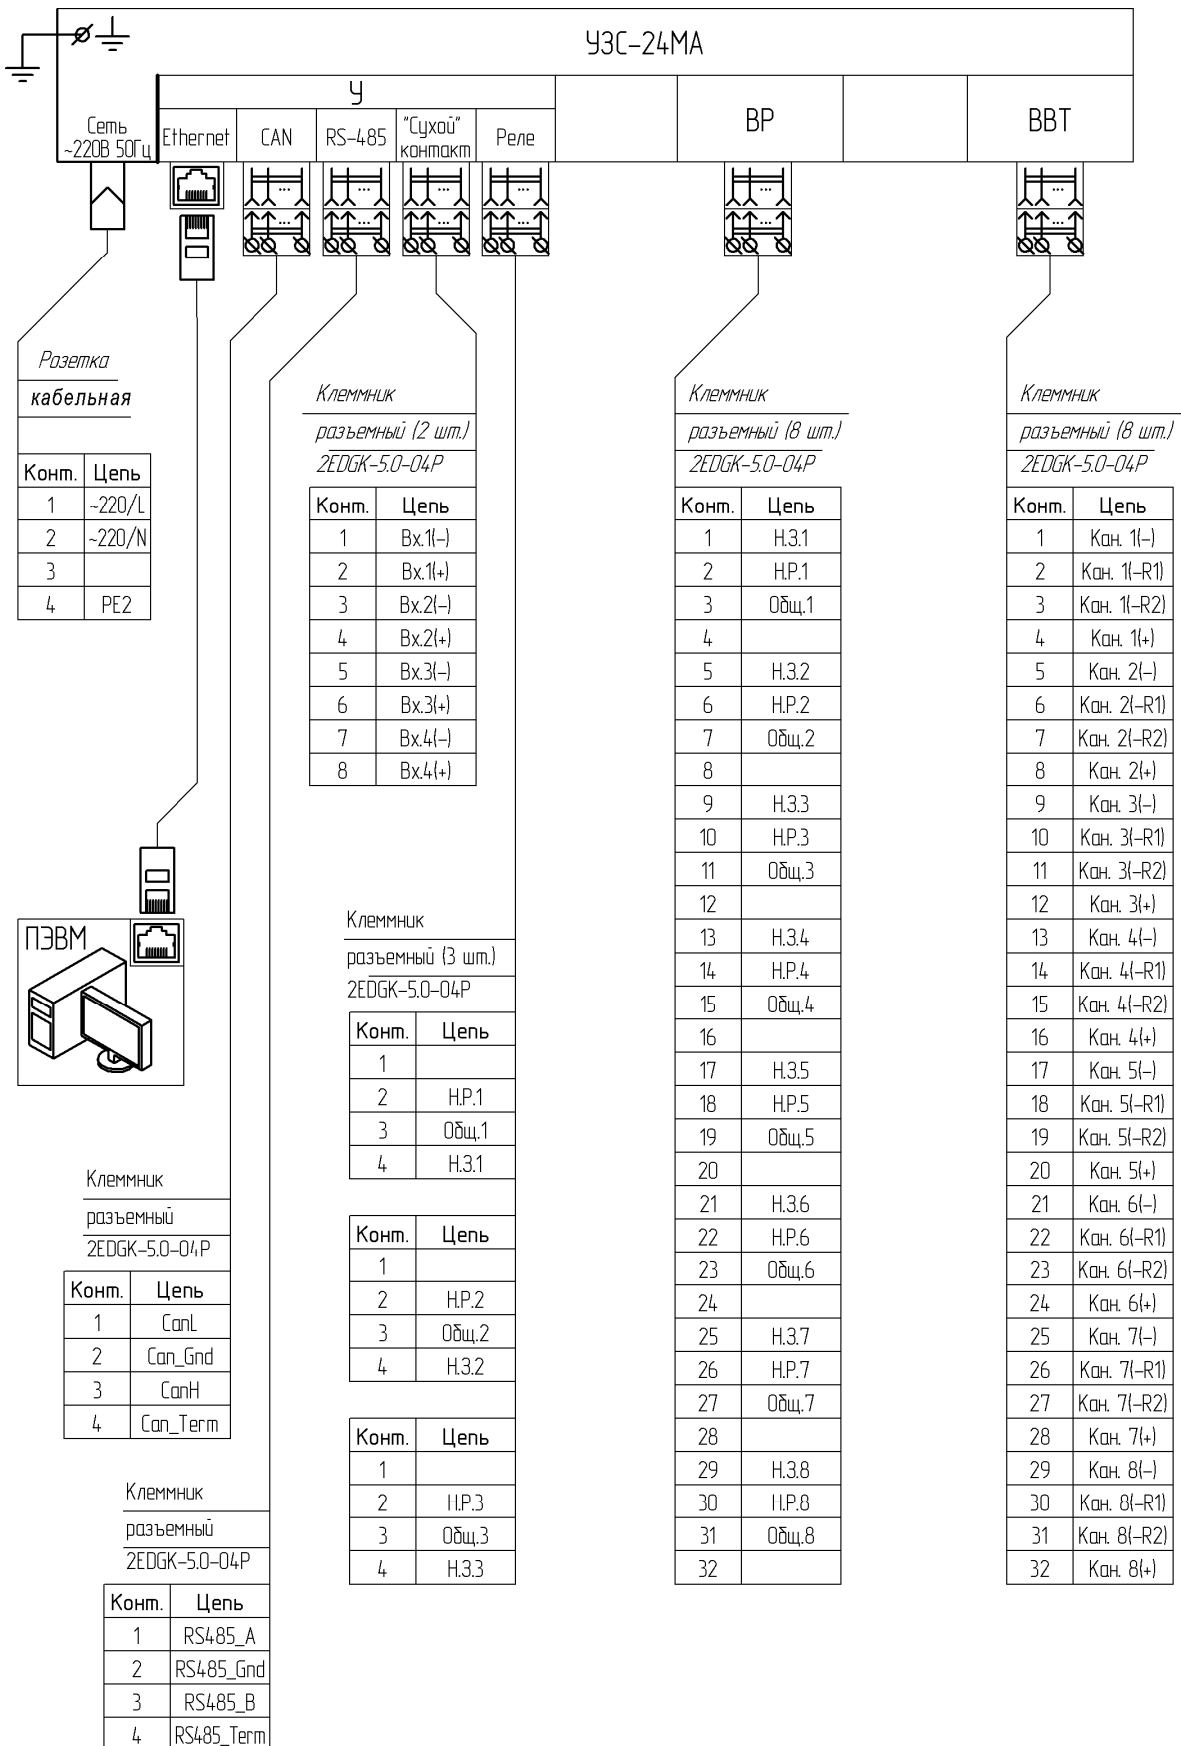 УЗС-24МА
У
ВР
ВВТ
Сеть
~220В 50Гц
Ethernet
CAN
RS-485
"Сухой"
контакт
Реле
...
...
...
...
...
...
...
...
...
...
...
...
Розетка
кабельная
Конт. Цепь
1 ~220/L
2 ~220/N
3
4 PE2
Клеммник
разъемный (2 шт.)
2EDGK-5.0-04P
Конт. Цепь
1 Вх.1(-)
2 Вх.1(+)
3 Вх.2(-)
4 Вх.2(+)
5 Вх.3(-)
6 Вх.3(+)
7 Вх.4(-)
8 Вх.4(+)
Клеммник
разъемный (8 шт.)
2EDGK-5.0-04P
Конт. Цепь
1 Н.З.1
2 Н.Р.1
3 Общ.1
4
5 Н.З.2
6 Н.Р.2
7 Общ.2
8
9 Н.З.3
10 Н.Р.3
11 Общ.3
12
13 Н.З.4
14 Н.Р.4
15 Общ.4
16
17 Н.З.5
18 Н.Р.5
19 Общ.5
20
21 Н.З.6
22 Н.Р.6
23 Общ.6
24
25 Н.З.7
26 Н.Р.7
27 Общ.7
28
29 Н.З.8
30 Н.Р.8
31 Общ.8
32
Клеммник
разъемный (8 шт.)
2EDGK-5.0-04P
Конт. Цепь
1 Кан. 1(-)
2 Кан. 1(-R1)
3 Кан. 1(-R2)
4 Кан. 1(+)
5 Кан. 2(-)
6 Кан. 2(-R1)
7 Кан. 2(-R2)
8 Кан. 2(+)
9 Кан. 3(-)
10 Кан. 3(-R1)
11 Кан. 3(-R2)
12 Кан. 3(+)
13 Кан. 4(-)
14 Кан. 4(-R1)
15 Кан. 4(-R2)
16 Кан. 4(+)
17 Кан. 5(-)
18 Кан. 5(-R1)
19 Кан. 5(-R2)
20 Кан. 5(+)
21 Кан. 6(-)
22 Кан. 6(-R1)
23 Кан. 6(-R2)
24 Кан. 6(+)
25 Кан. 7(-)
26 Кан. 7(-R1)
27 Кан. 7(-R2)
28 Кан. 7(+)
29 Кан. 8(-)
30 Кан. 8(-R1)
31 Кан. 8(-R2)
32 Кан. 8(+)
ПЭВМ
Клеммник
разъемный (3 шт.)
2EDGK-5.0-04P
Конт. Цепь
1
2 Н.Р.1
3 Общ.1
4 Н.З.1
Конт. Цепь
1
2 Н.Р.2
3 Общ.2
4 Н.З.2
Конт. Цепь
1
2 Н.Р.3
3 Общ.3
4 Н.З.3
Клеммник
разъемный
2EDGK-5.0-04P
Конт. Цепь
1 CanL
2 Can_Gnd
3 CanH
4 Can_Term
Клеммник
разъемный
2EDGK-5.0-04P
Конт. Цепь
1 RS485_A
2 RS485_Gnd
3 RS485_B
4 RS485_Term